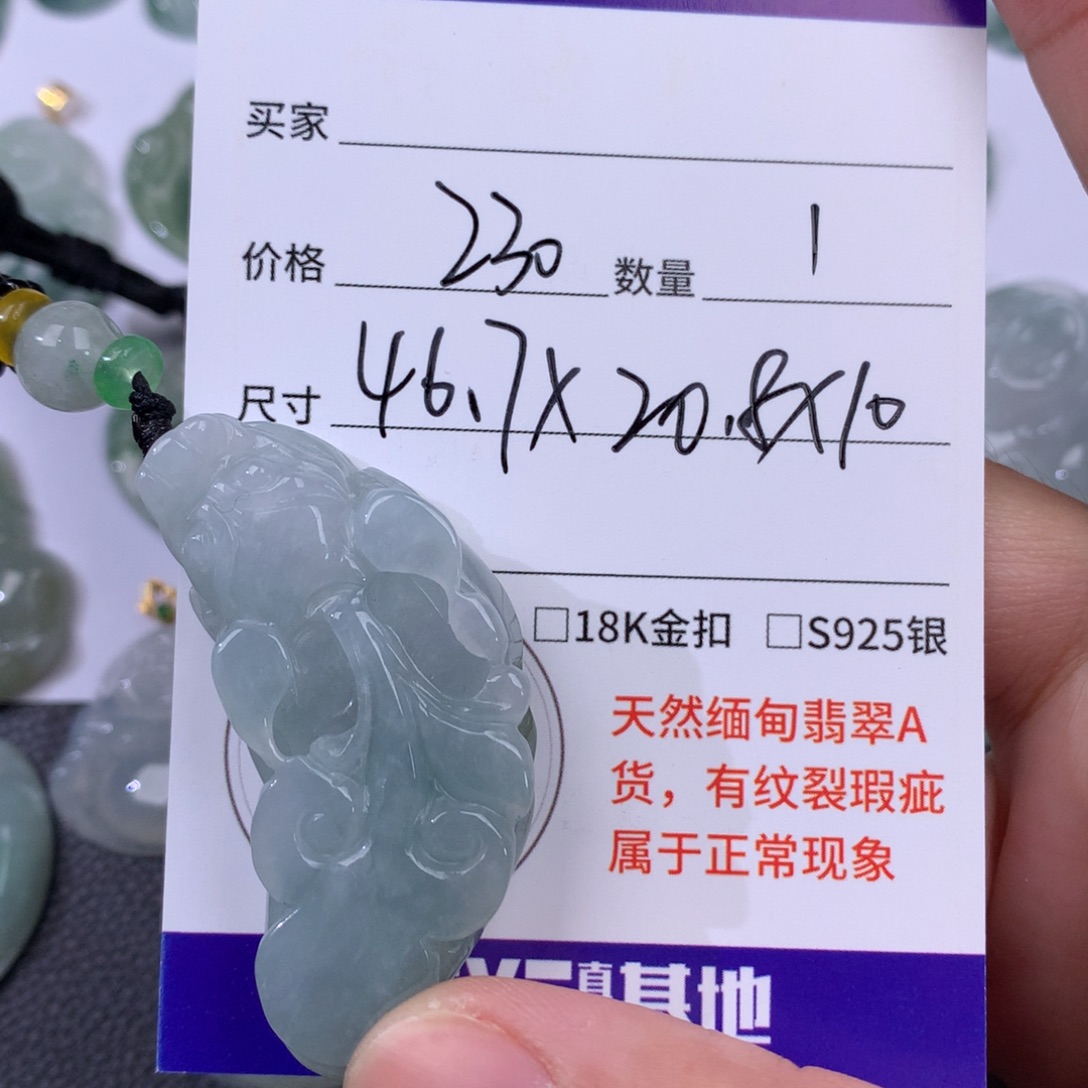 买家
价格 230 数量 1
尺寸 46.7X20.8X10
□18K金扣 □S925银
天然缅甸翡翠A
货，有纹裂瑕疵
属于正常现象
基地